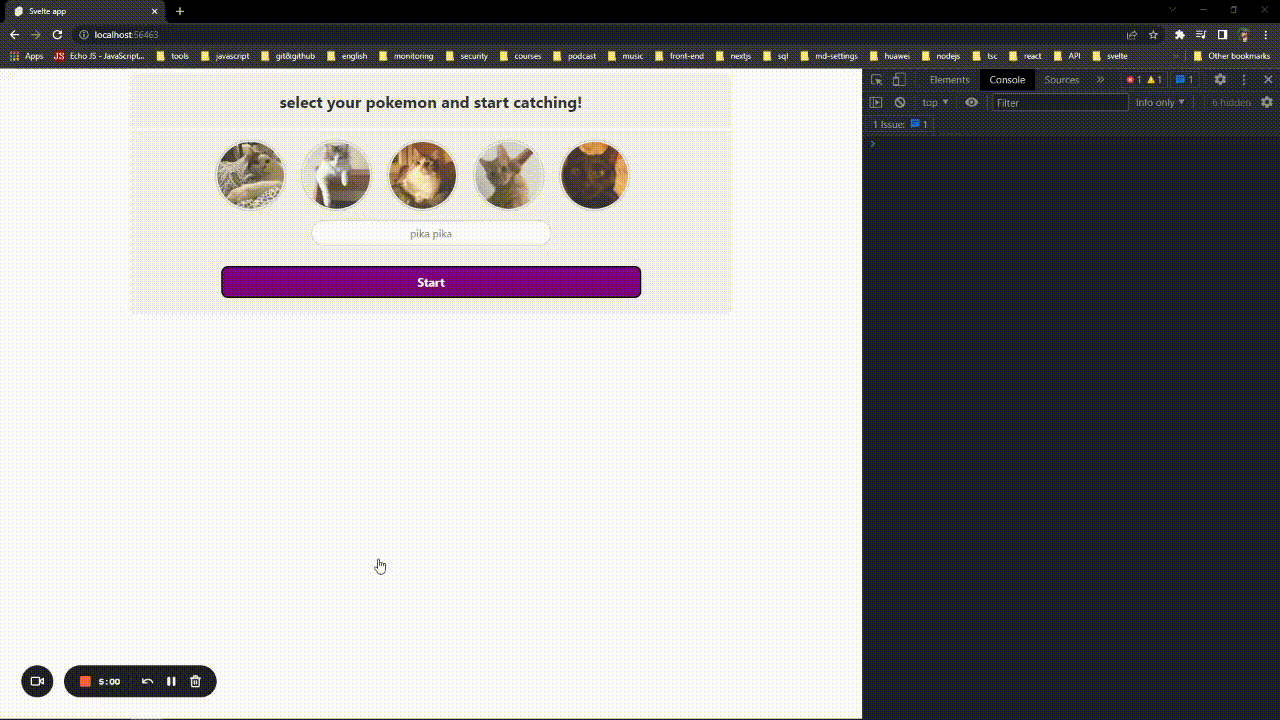 Svelte app
localhost:56463
Apps
Echo JS - JavaScript...
tools
javascript
git&github
english
monitoring
security
courses
podcast
music
front-end
nextjs
sql
md-settings
huawei
nodejs
tsc
react
API
svelte
Other bookmarks
select your pokemon and start catching!
pika pika
Start
Elements
Console
Sources
1
1
1
top
Filter
Info only
6 hidden
1 Issue:
1
5:00